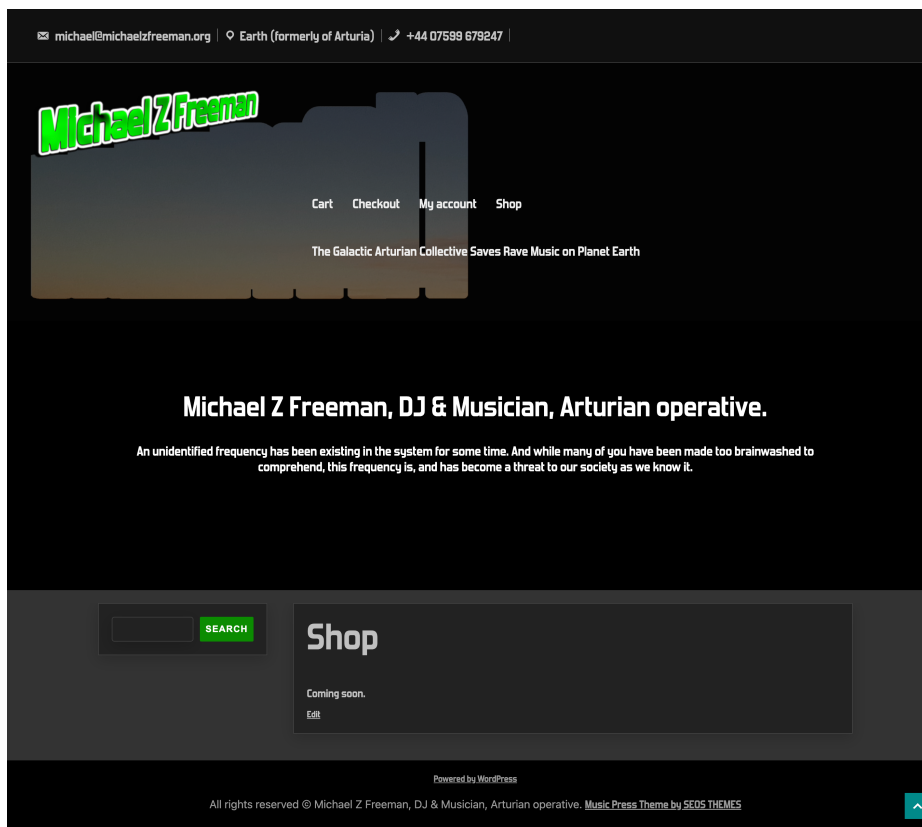 michael@michaelzfreeman.org | Earth (formerly of Arturia) | +44 07599 679247 |
Michael Z Freeman
Cart Checkout My account Shop
The Galactic Arturian Collective Saves Rave Music on Planet Earth
Michael Z Freeman, DJ & Musician, Arturian operative.
An unidentified frequency has been existing in the system for some time. And while many of you have been made too brainwashed to
comprehend, this frequency is, and has become a threat to our society as we know it.
SEARCH
Shop
Coming soon.
Edit
Powered by WordPress
All rights reserved © Michael Z Freeman, DJ & Musician, Arturian operative. Music Press Theme by SEOS THEMES